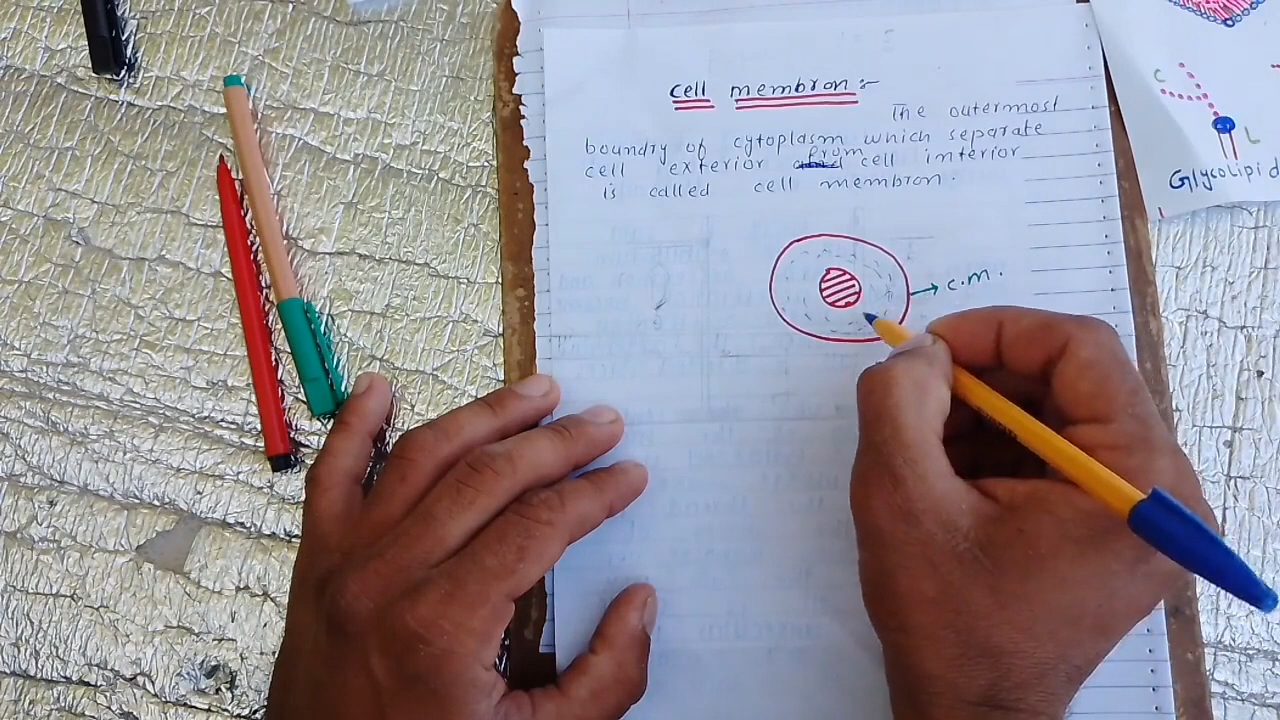 cell membron:-
The outermost
boundry of cytoplasm which separate
cell exterior from cell interior
is called cell membron.
c.m.
C
L
Glycolipid